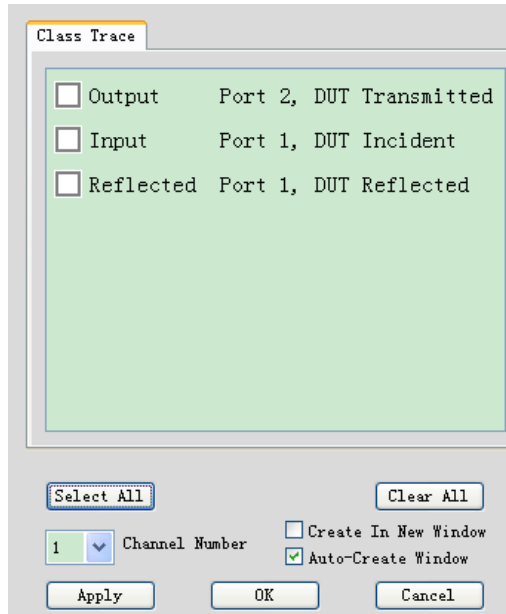 Class Trace
Output Port 2, DUT Transmitted
Input Port 1, DUT Incident
Reflected Port 1, DUT Reflected
Select All Clear All
1 Channel Number
Create In New Window
Auto-Create Window
Apply OK Cancel